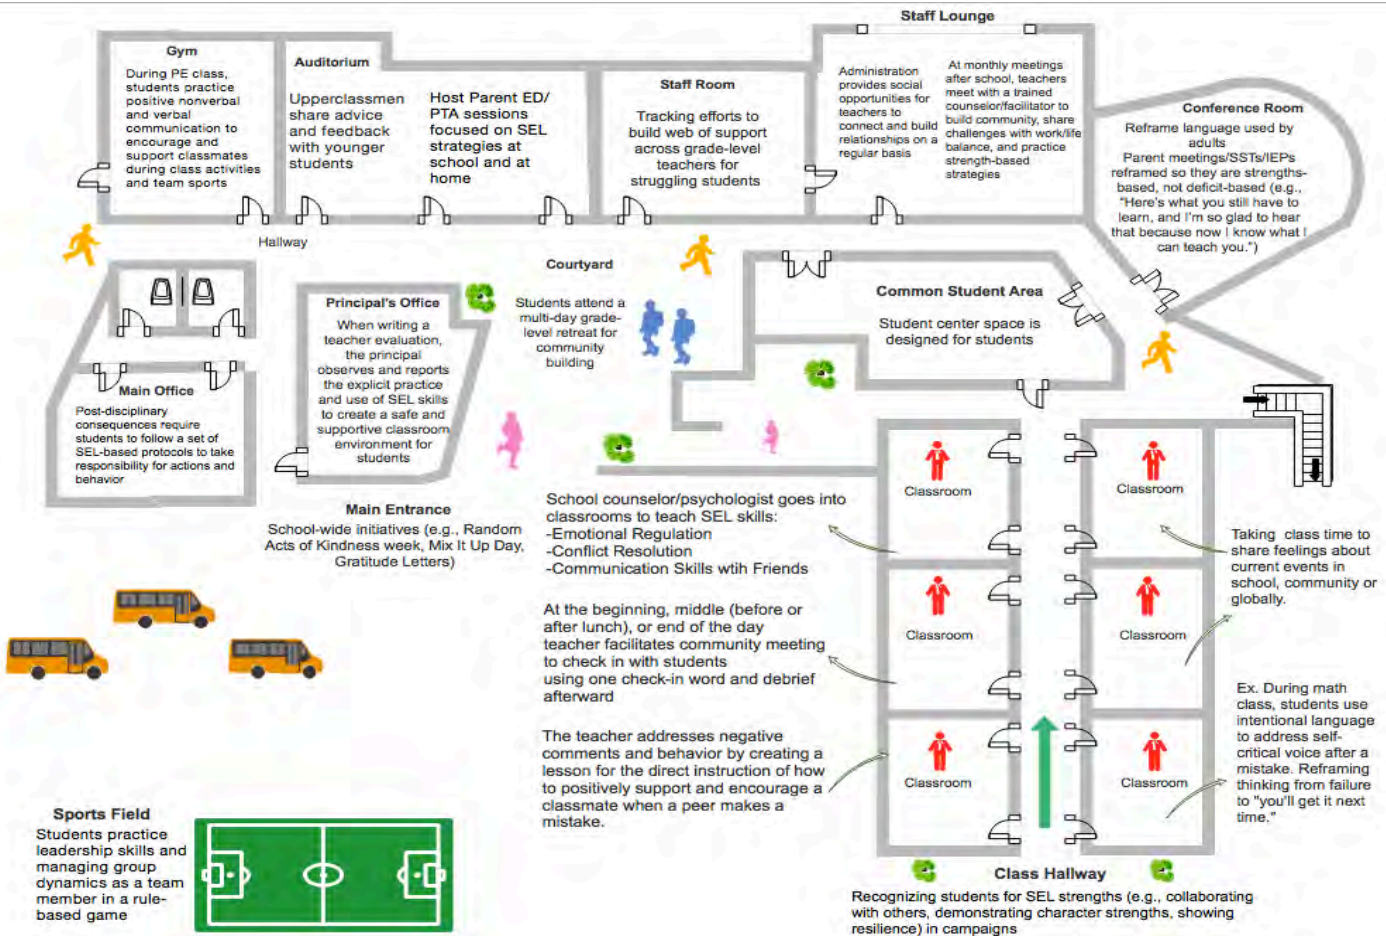 Staff Lounge
Gym
During PE class,
students practice
positive nonverbal
and verbal
communication to
encourage and
support classmates
during class activities
and team sports
Auditorium
Upperclassmen
share advice
and feedback
with younger
students
Host Parent ED/
PTA sessions
focused on SEL
strategies at
school and at
home
Staff Room
Tracking efforts to
build web of support
across grade-level
teachers for
struggling students
Administration
provides social
opportunities for
teachers to
connect and build
relationships on a
regular basis
At monthly meetings
after school, teachers
meet with a trained
counselor/facilitator to
build community, share
challenges with work/life
balance, and practice
strength-based
strategies
Conference Room
Reframe language used by
adults
Parent meetings/SSTs/IEPs
reframed so they are strengths-
based, not deficit-based (e.g.,
"Here's what you still have to
learn, and I'm so glad to hear
that because now I know what I
can teach you.")
Hallway
Courtyard
Students attend a
multi-day grade-
level retreat for
community
building
Principal's Office
When writing a
teacher evaluation,
the principal
observes and reports
the explicit practice
and use of SEL skills
to create a safe and
supportive classroom
environment for
students
Common Student Area
Student center space is
designed for students
Main Office
Post-disciplinary
consequences require
students to follow a set of
SEL-based protocols to take
responsibility for actions and
behavior
Main Entrance
School-wide initiatives (e.g., Random
Acts of Kindness week, Mix It Up Day,
Gratitude Letters)
School counselor/psychologist goes into
classrooms to teach SEL skills:
-Emotional Regulation
-Conflict Resolution
-Communication Skills wtih Friends
At the beginning, middle (before or
after lunch), or end of the day
teacher facilitates community meeting
to check in with students
using one check-in word and debrief
afterward
The teacher addresses negative
comments and behavior by creating a
lesson for the direct instruction of how
to positively support and encourage a
classmate when a peer makes a
mistake.
Classroom
Classroom
Classroom
Classroom
Classroom
Classroom
Taking class time to
share feelings about
current events in
school, community or
globally.
Ex. During math
class, students use
intentional language
to address self-
critical voice after a
mistake. Reframing
thinking from failure
to "you'll get it next
time."
Sports Field
Students practice
leadership skills and
managing group
dynamics as a team
member in a rule-
based game
Class Hallway
Recognizing students for SEL strengths (e.g., collaborating
with others, demonstrating character strengths, showing
resilience) in campaigns